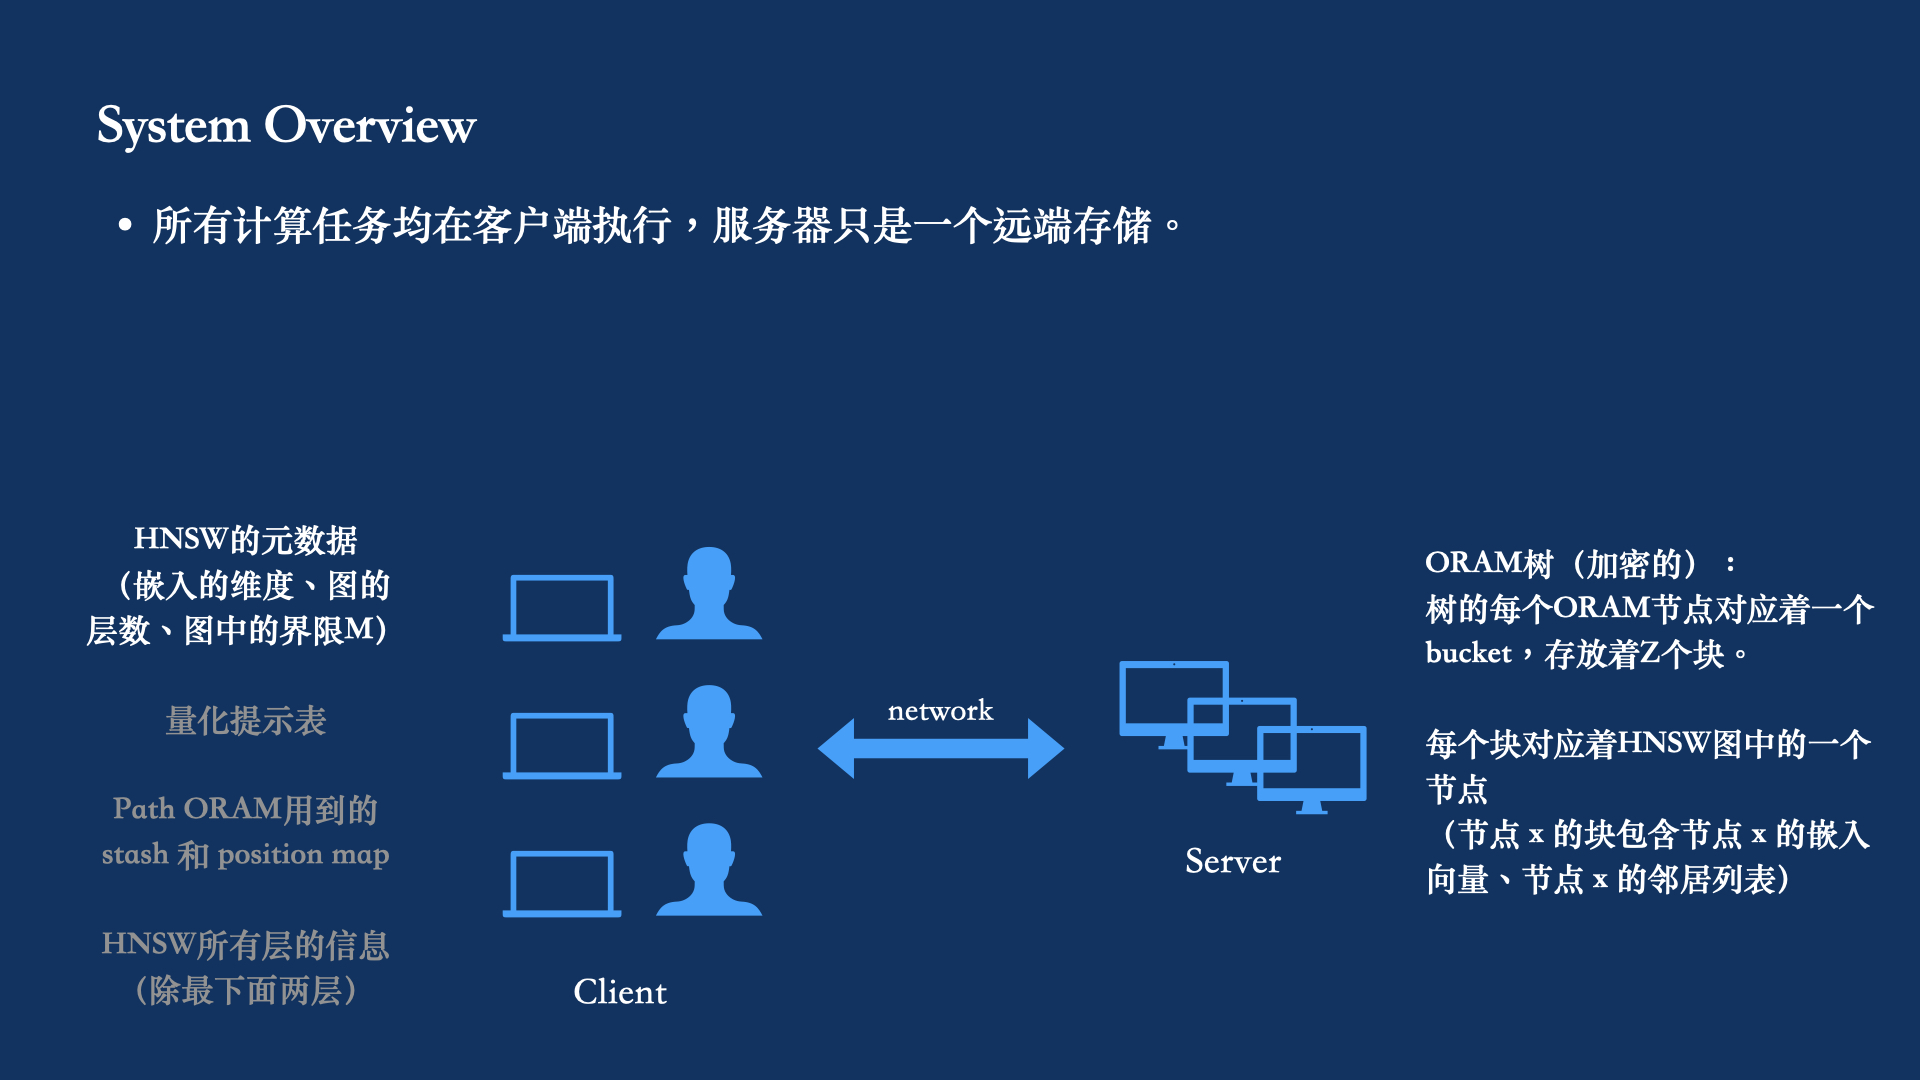 System Overview
• 所有计算任务均在客户端执行，服务器只是一个远端存储。
HNSW的元数据
（嵌入的维度、图的
层数、图中的界限M）
量化提示表
Path ORAM用到的
stash 和 position map
HNSW所有层的信息
（除最下面两层）
Client
network
Server
ORAM树（加密的）：
树的每个ORAM节点对应着一个
bucket，存放着Z个块。
每个块对应着HNSW图中的一个
节点
（节点 x 的块包含节点 x 的嵌入
向量、节点 x 的邻居列表）